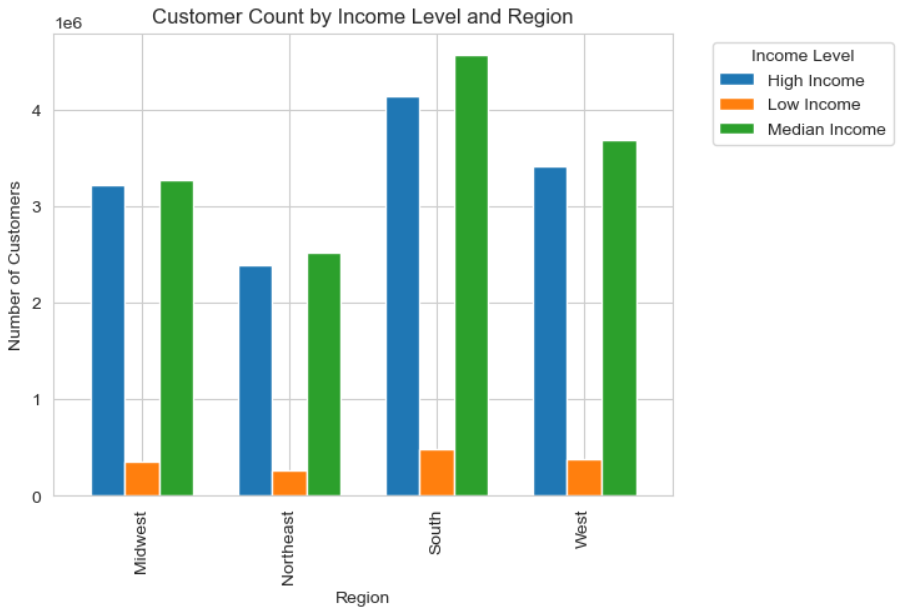 Customer Count by Income Level and Region
1e6
Income Level
High Income
Low Income
Median Income
Number of Customers
4
3
2
1
0
Midwest
Northeast
South
West
Region